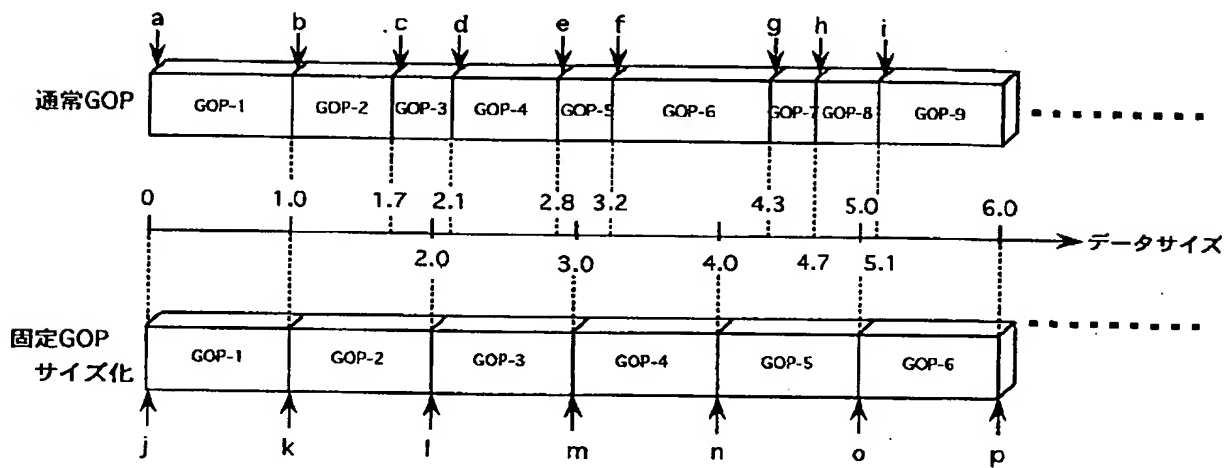 a b c d e f g h i
通常GOP
GOP-1 GOP-2 GOP-3 GOP-4 GOP-5 GOP-6 GOP-7 GOP-8 GOP-9
0 1.0 1.7 2.1 2.8 3.2 4.3 5.0 6.0
データサイズ
2.0 3.0 4.0 4.7 5.1
固定GOP
サイズ化
GOP-1 GOP-2 GOP-3 GOP-4 GOP-5 GOP-6
j k l m n o p